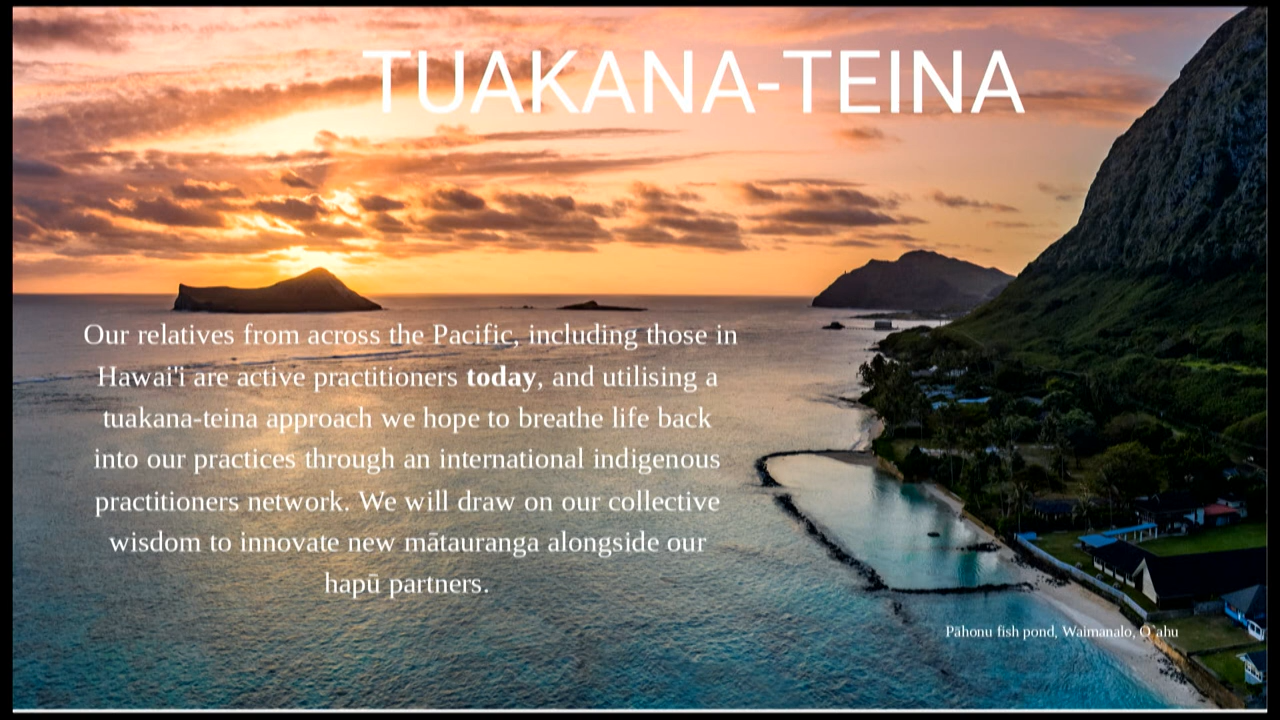 TUAKANA-TEINA
Our relatives from across the Pacific, including those in
Hawai'i are active practitioners today, and utilising a
tuakana-teina approach we hope to breathe life back
into our practices through an international indigenous
practitioners network. We will draw on our collective
wisdom to innovate new mātauranga alongside our
hapū partners.
Pāhonu fish pond, Waimanalo, O`ahu